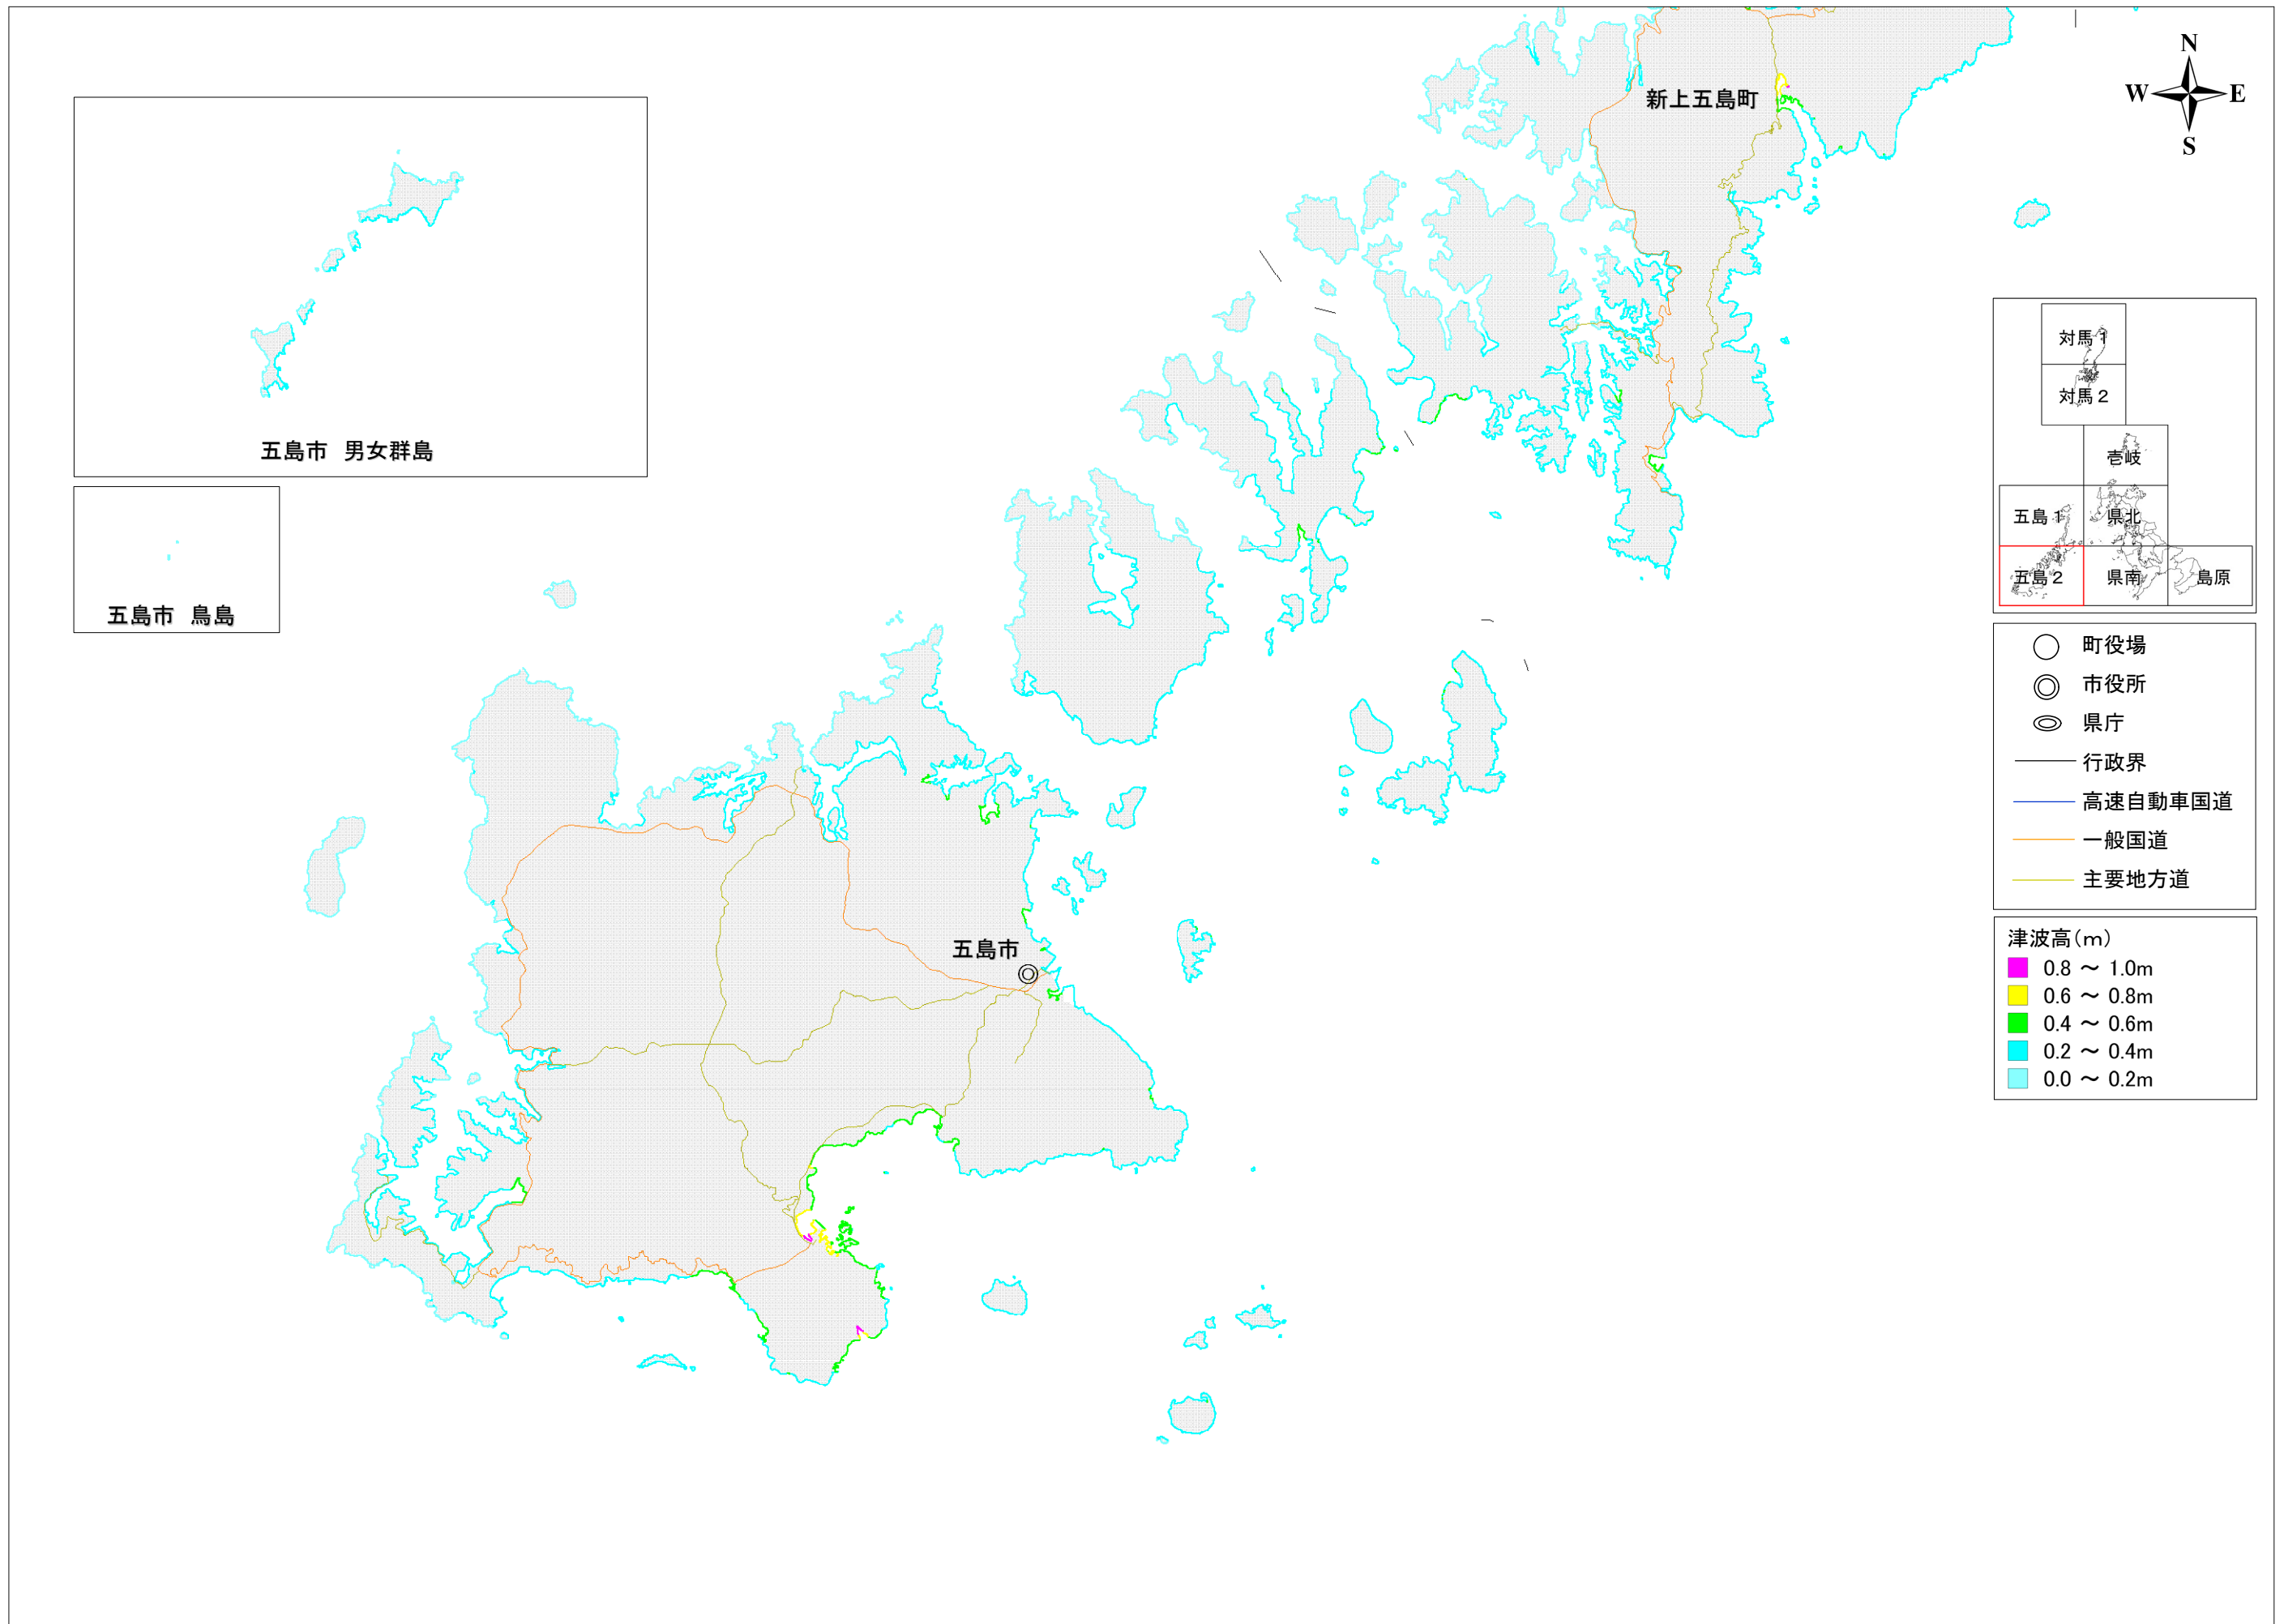 N
W E
S
新上五島町
五島市 男女群島
五島市 鳥島
五島市
対馬1
対馬2
壱岐
五島1 県北
五島2 県南 島原
町役場
市役所
県庁
行政界
高速自動車国道
一般国道
主要地方道
津波高(m)
0.8 ～ 1.0m
0.6 ～ 0.8m
0.4 ～ 0.6m
0.2 ～ 0.4m
0.0 ～ 0.2m